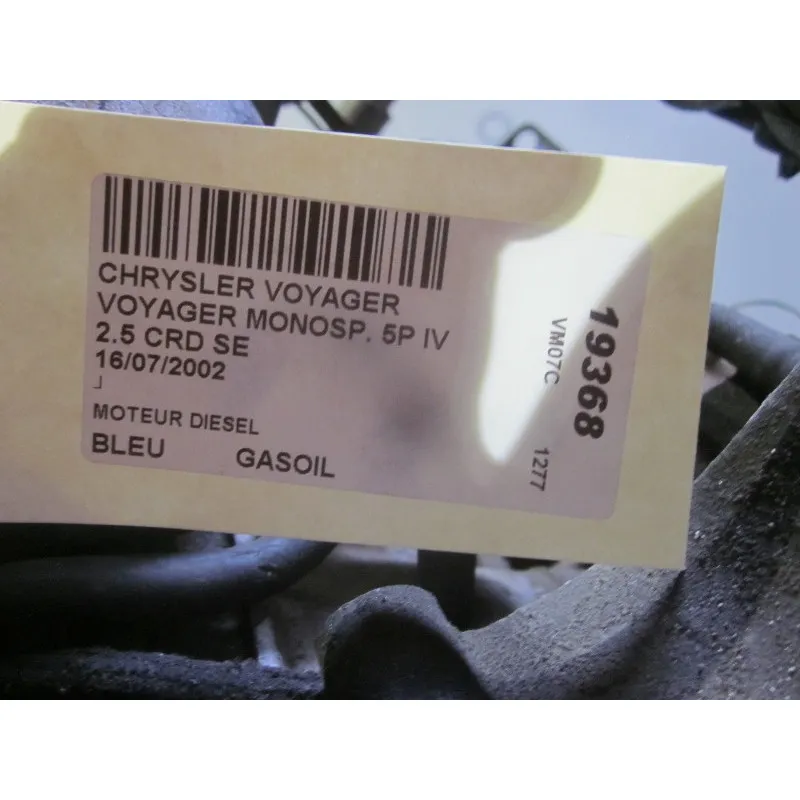 CHRYSLER VOYAGER
VOYAGER MONOSP. 5P IV
2.5 CRD SE
16/07/2002
┘
MOTEUR DIESEL
BLEU GASOIL
VM07C 1277
19368